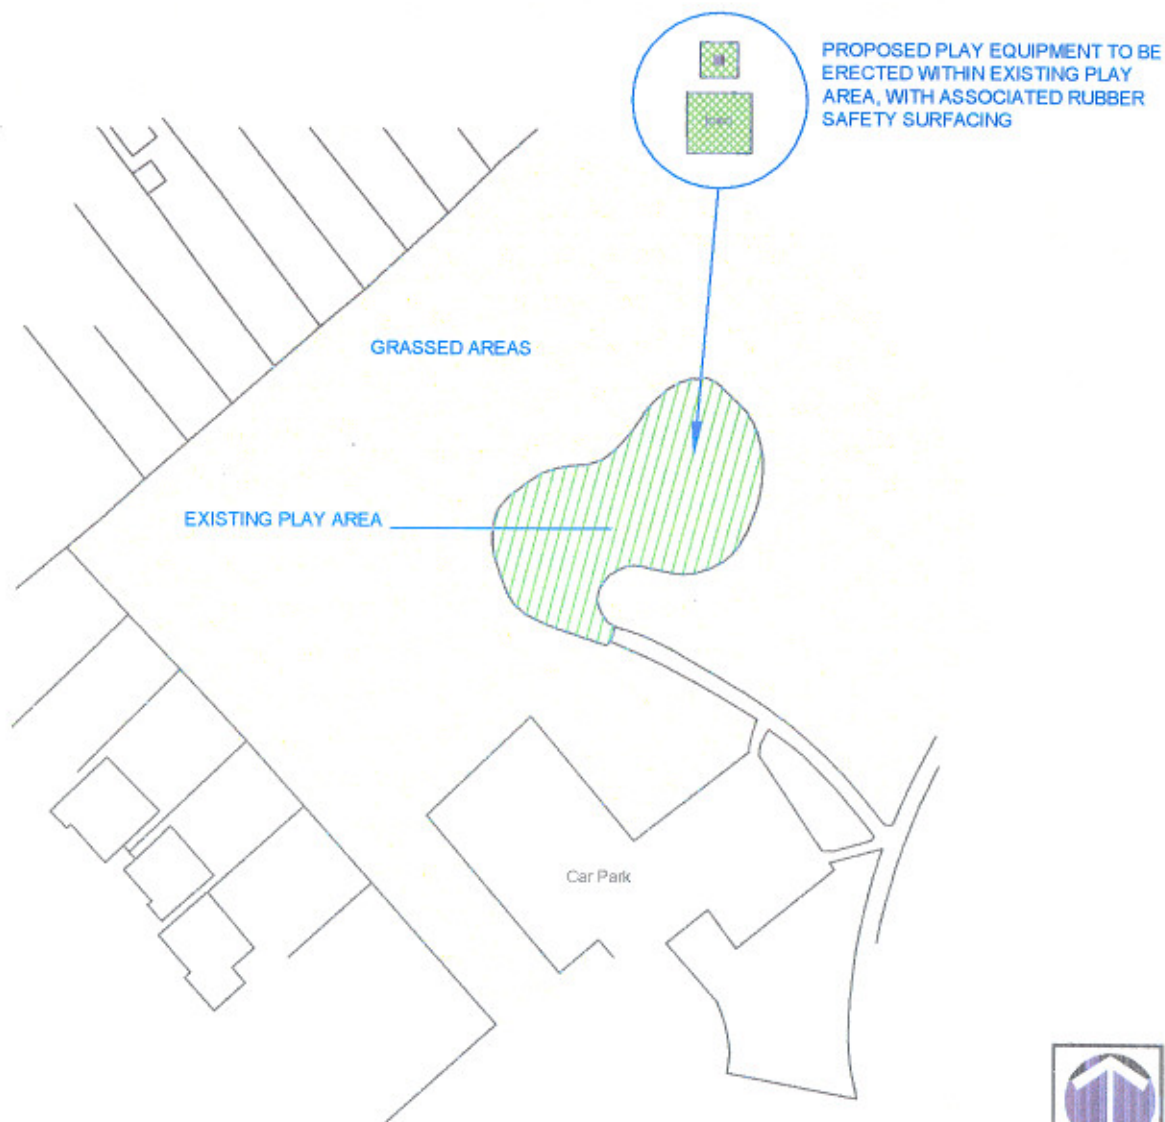 PROPOSED PLAY EQUIPMENT TO BE
ERECTED WITHIN EXISTING PLAY
AREA, WITH ASSOCIATED RUBBER
SAFETY SURFACING
GRASSED AREAS
EXISTING PLAY AREA
Car Park